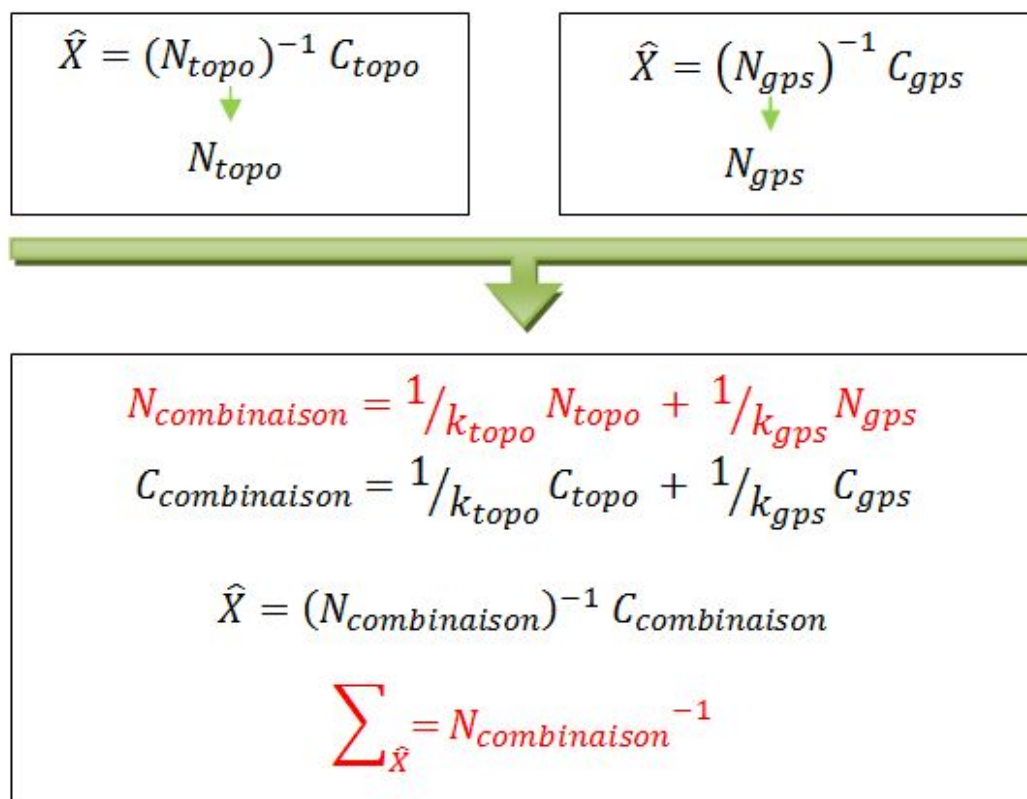 X̂ = (N_topo)⁻¹ C_topo
N_topo
X̂ = (N_gps)⁻¹ C_gps
N_gps
N_combinaison = 1/k_topo N_topo + 1/k_gps N_gps
C_combinaison = 1/k_topo C_topo + 1/k_gps C_gps
X̂ = (N_combinaison)⁻¹ C_combinaison
∑_X̂ = N_combinaison⁻¹